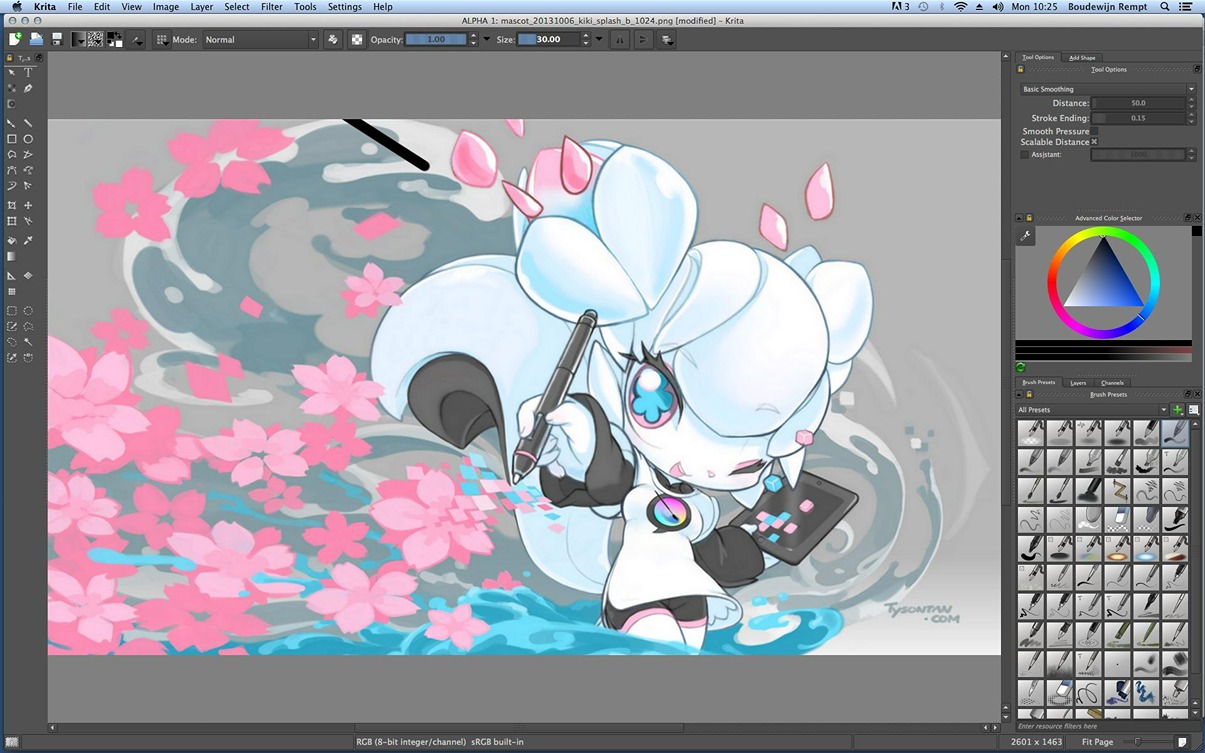 Krita File Edit View Image Layer Select Filter Tools Settings Help 3 Mon 10:25 Boudewijn Rempt
ALPHA 1: mascot_20131006_kiki_splash_b_1024.png [modified] - Krita
Mode: Normal Opacity: 1.00 Size: 30.00
Tool Options Add Shape
Tool Options
Basic Smoothing
Distance: 50.0
Stroke Ending: 0.15
Smooth Pressure
Scalable Distance
Assistant: 1000
Advanced Color Selector
Brush Presets Layers Channels
Brush Presets
All Presets
TYSONTAN
.COM
Enter resource filters here
RGB (8-bit integer/channel) sRGB built-in 2601 x 1463 Fit Page